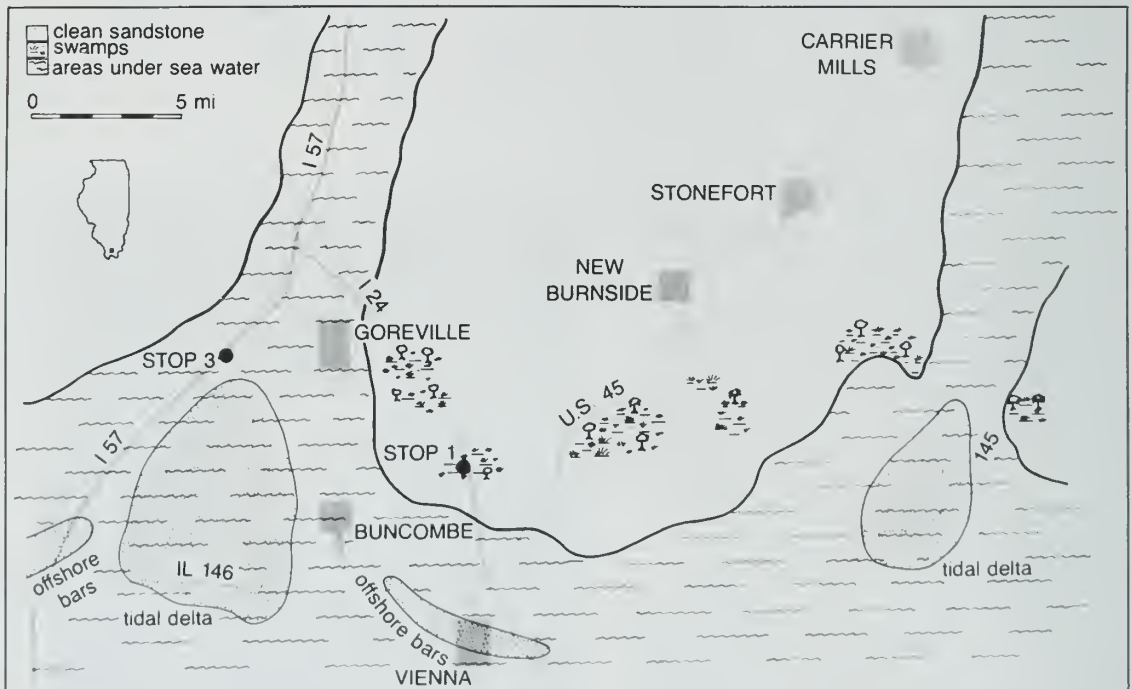 clean sandstone
swamps
areas under sea water
0 5 mi
CARRIER
MILLS
I 57
STONEFORT
NEW
BURNSIDE
I 24
GOREVILLE
STOP 3
U.S. 45
I 57
STOP 1
145
BUNCOMBE
offshore
bars
IL 146
tidal delta
tidal delta
offshore bars
VIENNA